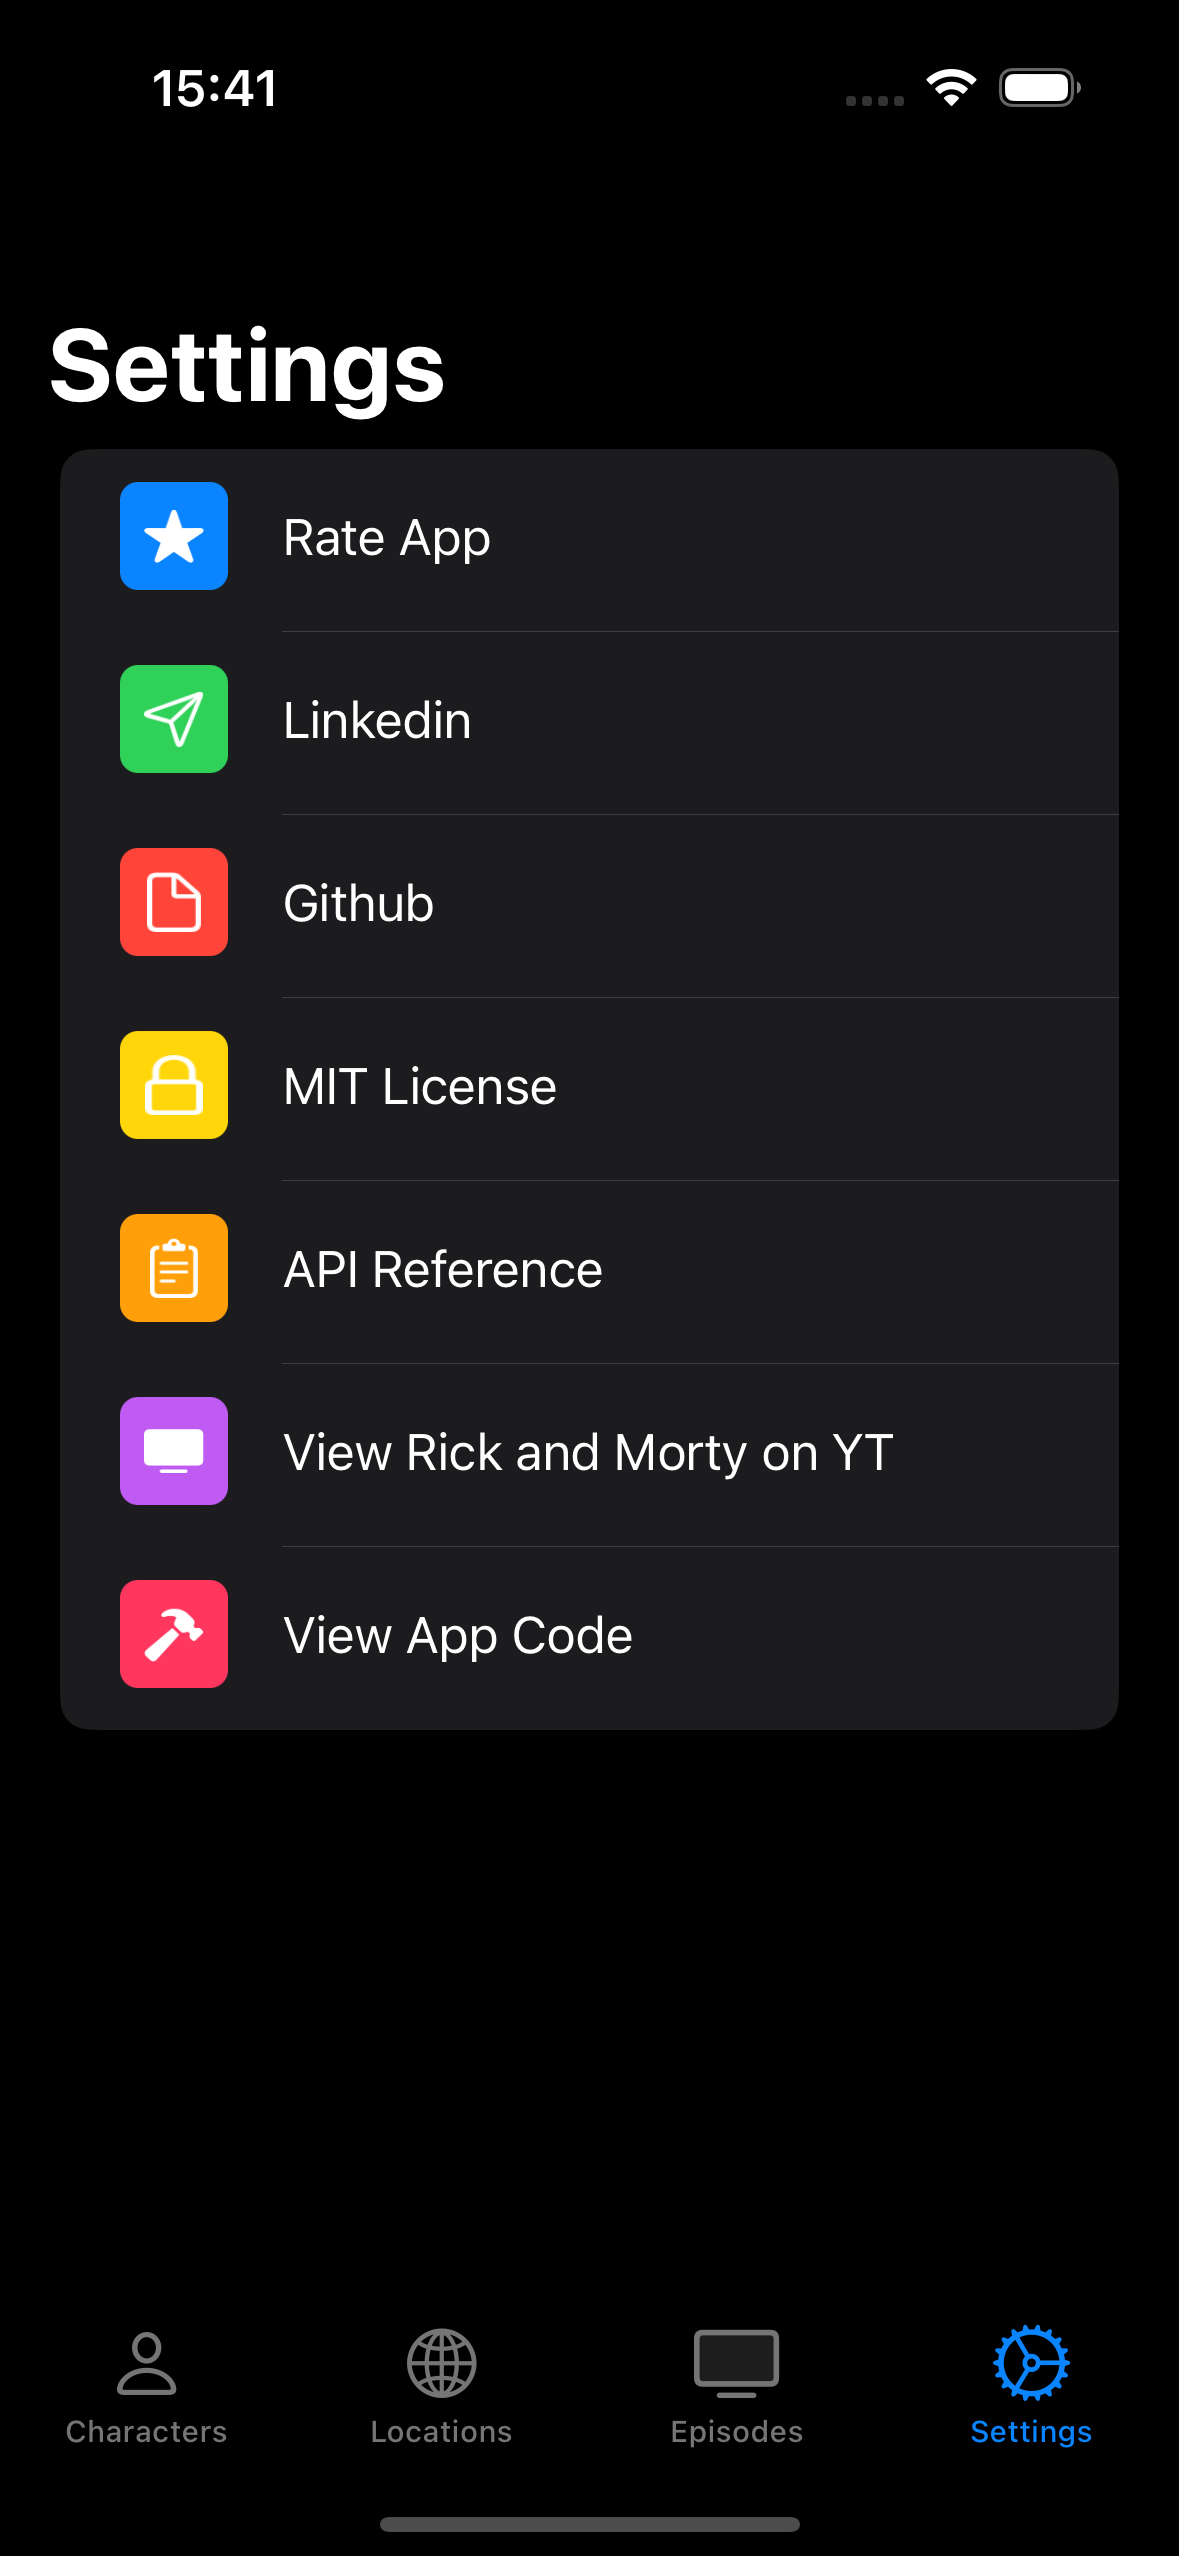 15:41
Settings
Rate App
Linkedin
Github
MIT License
API Reference
View Rick and Morty on YT
View App Code
Characters
Locations
Episodes
Settings